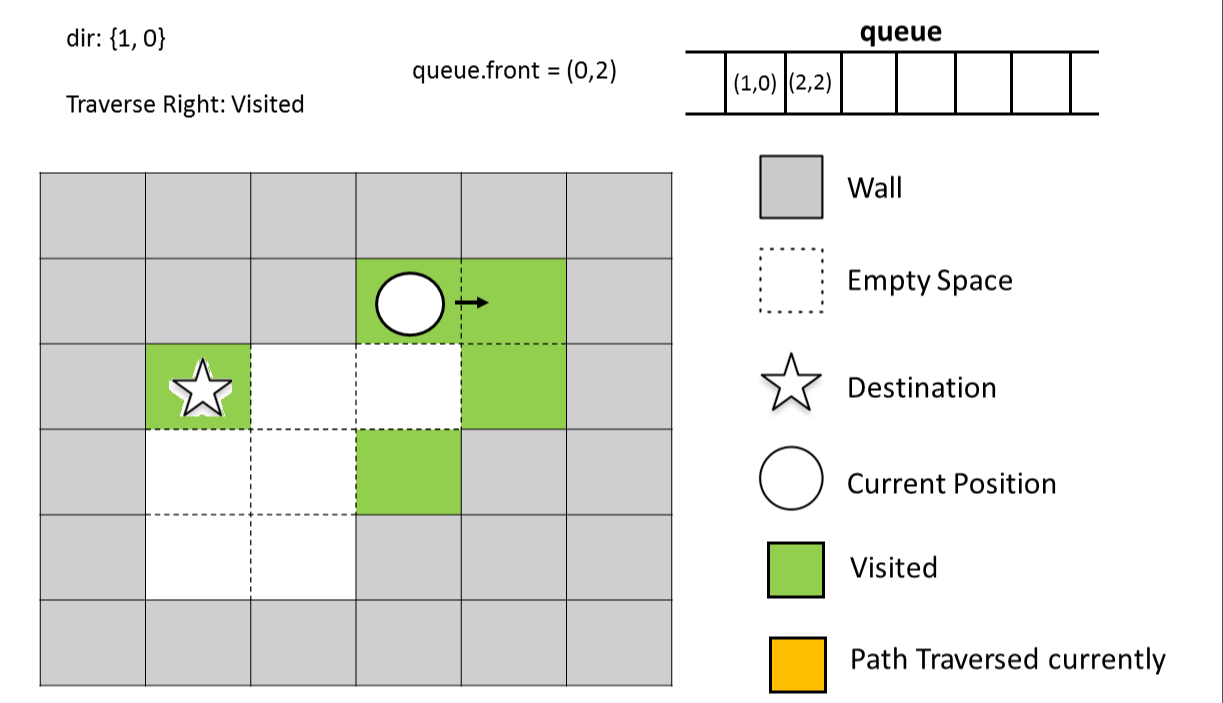 dir: {1, 0}
queue.front = (0,2)
Traverse Right: Visited
queue
(1,0) (2,2)
Wall
Empty Space
Destination
Current Position
Visited
Path Traversed currently